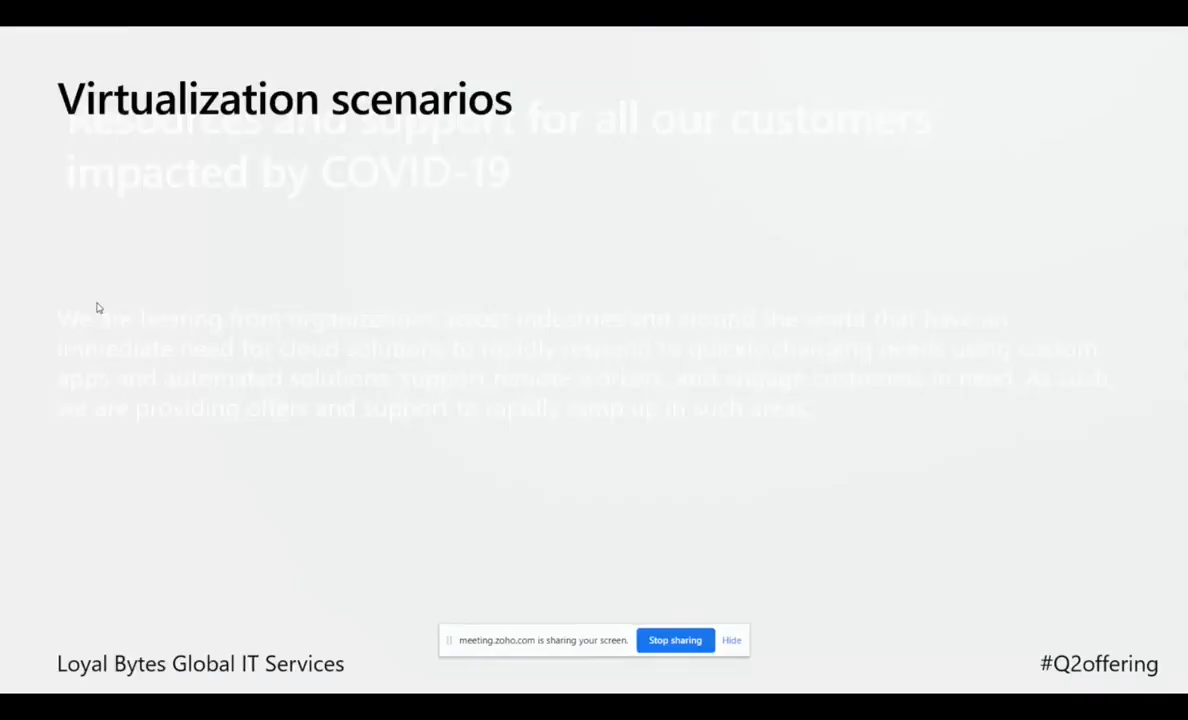 Virtualization scenarios
Resources and support for all our customers
impacted by COVID-19
We are hearing from organizations across industries and around the world that have an
immediate need for cloud solutions to rapidly respond to quickly changing needs using custom
apps and automated solutions, support remote workers, and engage customers in need. As such,
we are providing offers and support to rapidly ramp up in such areas.
meeting.zoho.com is sharing your screen. Stop sharing Hide
Loyal Bytes Global IT Services #Q2offering